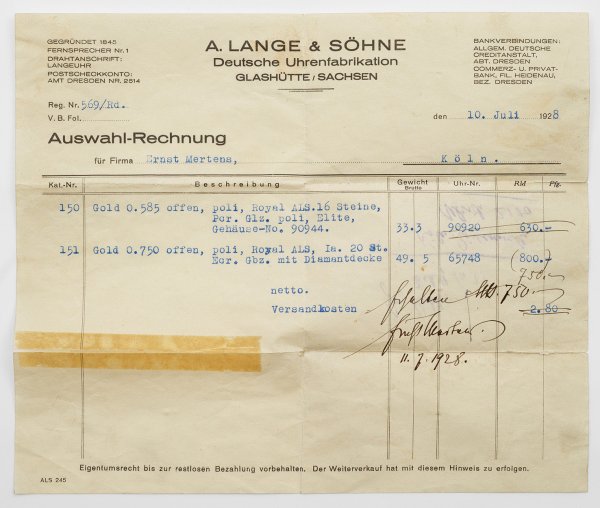 GEGRÜNDET 1845
FERNSPRECHER Nr. 1
DRAHTANSCHRIFT:
LANGEUHR
POSTSCHECKKONTO:
AMT DRESDEN NR. 2514
A. LANGE & SÖHNE
Deutsche Uhrenfabrikation
GLASHÜTTE/SACHSEN
BANKVERBINDUNGEN:
ALLGEM. DEUTSCHE
CREDITANSTALT,
ABT. DRESDEN
COMMERZ- U. PRIVAT-
BANK, FIL. HEIDENAU,
BEZ. DRESDEN
Reg. Nr. 569/Rd.
V. B. Fol.
den 10. Juli 1928
Auswahl-Rechnung
für Firma Ernst Mertens, Köln.
Kat.-Nr. Beschreibung Gewicht Brutto Uhr-Nr. RM Pfg.
150 Gold 0.585 offen, poli, Royal ALS.16 Steine,
Pcr. Glz. poli, Elite,
Gehäuse-No. 90944. 33.3 90920 630.-
151 Gold 0.750 offen, poli, Royal ALS, Ia. 20 St.
Ecr. Gbz. mit Diamantdecke 49. 5 65748 (800.-)
750.-
netto.
Erhalten Mk. 750.-
Versandkosten 2.80
Ernst Mertens.
11.7.1928.
Eigentumsrecht bis zur restlosen Bezahlung vorbehalten. Der Weiterverkauf hat mit diesem Hinweis zu erfolgen.
ALS 245